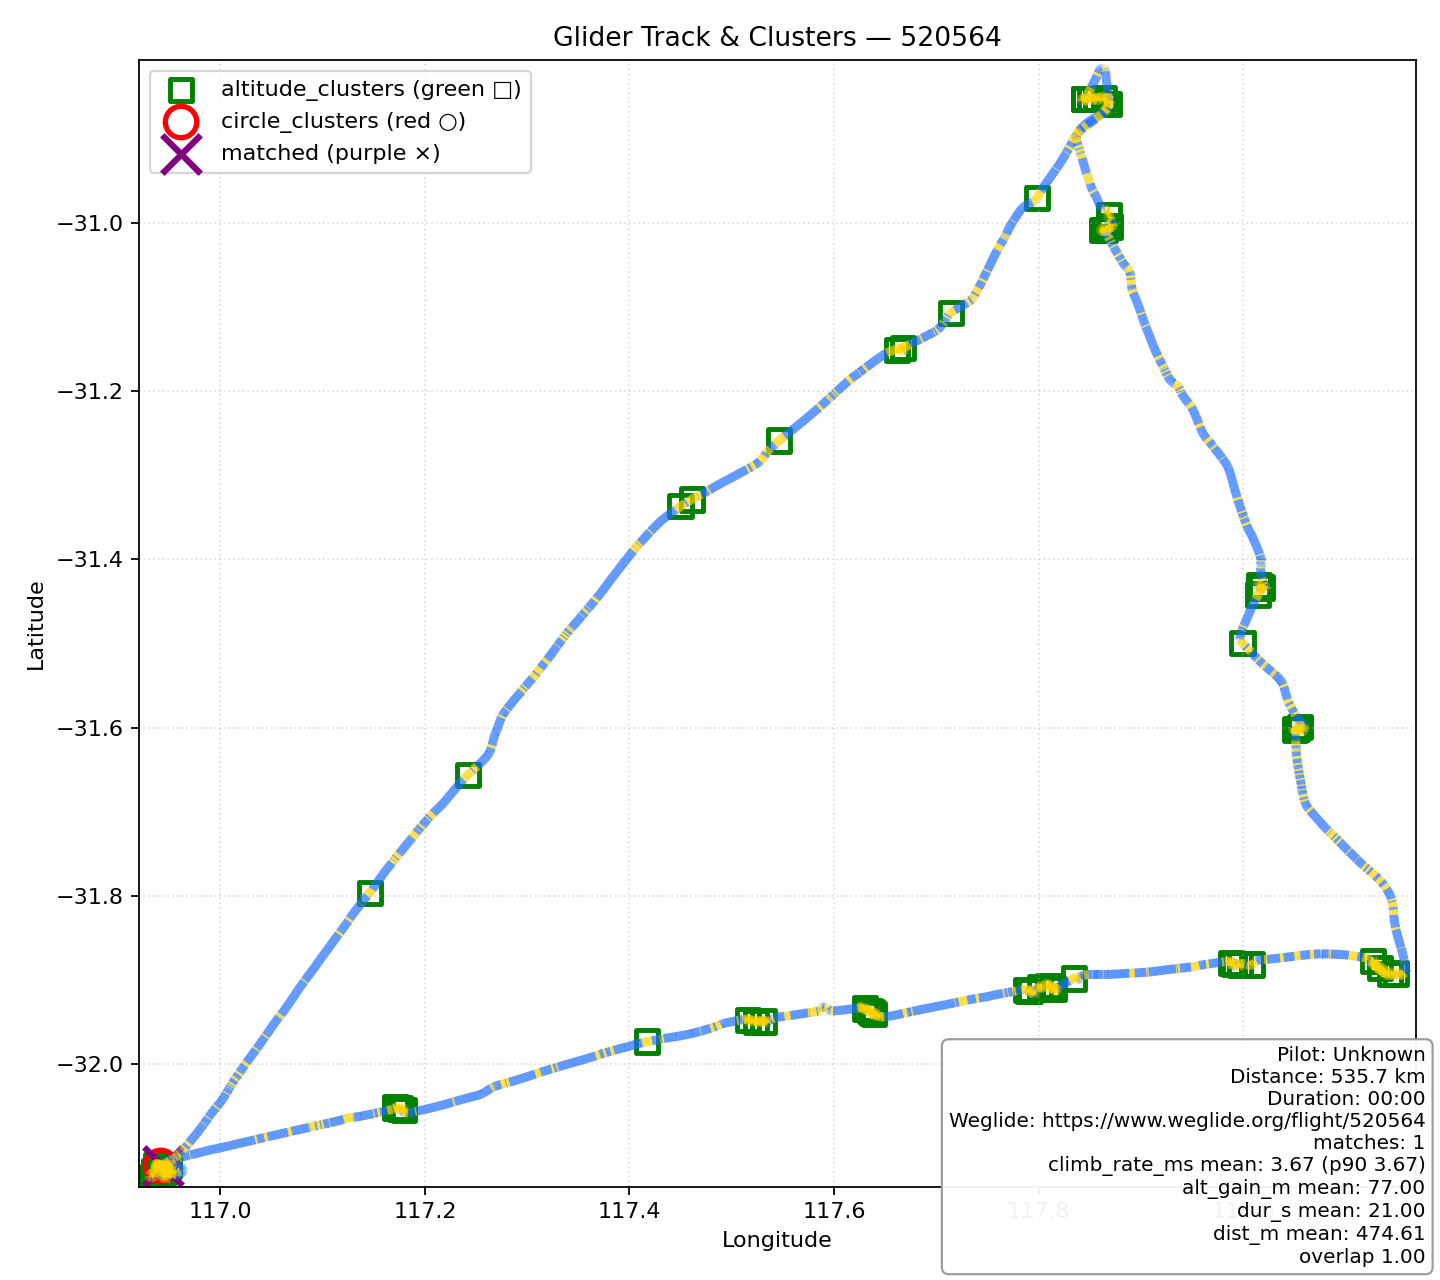 Glider Track & Clusters — 520564
altitude_clusters (green □)
circle_clusters (red ○)
matched (purple ×)
Latitude
−31.0
−31.2
−31.4
−31.6
−31.8
−32.0
117.0
117.2
117.4
117.6
117.8
Longitude
Pilot: Unknown
Distance: 535.7 km
Duration: 00:00
Weglide: https://www.weglide.org/flight/520564
matches: 1
climb_rate_ms mean: 3.67 (p90 3.67)
alt_gain_m mean: 77.00
dur_s mean: 21.00
dist_m mean: 474.61
overlap 1.00